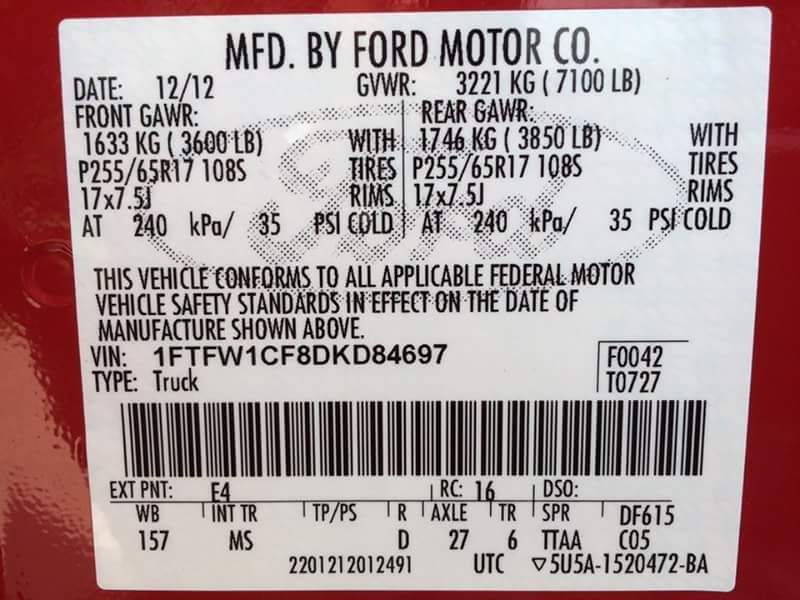 MFD. BY FORD MOTOR CO.
DATE: 12/12 GVWR: 3221 KG ( 7100 LB)
FRONT GAWR: REAR GAWR:
1633 KG ( 3600 LB) WITH 1746 KG ( 3850 LB) WITH
P255/65R17 108S TIRES P255/65R17 108S TIRES
17x7.5J RIMS 17x7.5J RIMS
AT 240 kPa/ 35 PSI COLD AT 240 kPa/ 35 PSI COLD
Ford
THIS VEHICLE CONFORMS TO ALL APPLICABLE FEDERAL MOTOR
VEHICLE SAFETY STANDARDS IN EFFECT ON THE DATE OF
MANUFACTURE SHOWN ABOVE.
VIN: 1FTFW1CF8DKD84697 F0042
TYPE: Truck T0727
EXT PNT: E4 RC: 16 DSO:
WB INT TR TP/PS R AXLE TR SPR DF615
157 MS D 27 6 TTAA C05
2201212012491 UTC ▽5U5A-1520472-BA